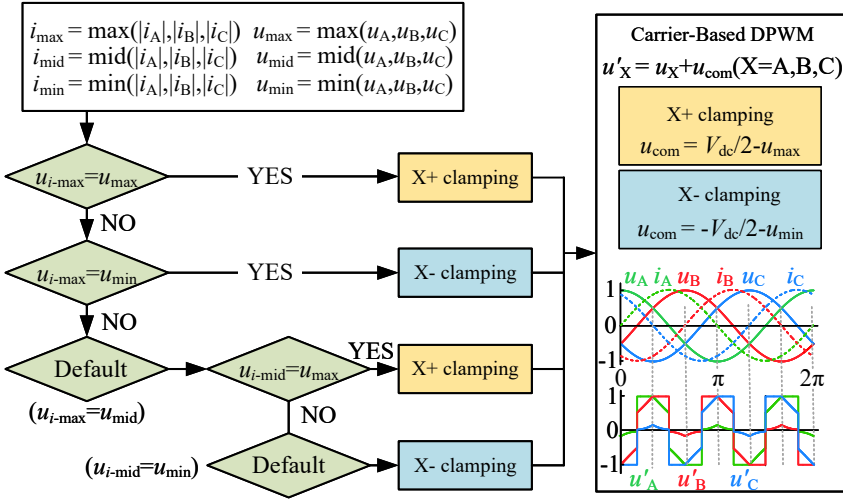 i_max = max(|i_A|,|i_B|,|i_C|) u_max = max(u_A,u_B,u_C)
i_mid = mid(|i_A|,|i_B|,|i_C|) u_mid = mid(u_A,u_B,u_C)
i_min = min(|i_A|,|i_B|,|i_C|) u_min = min(u_A,u_B,u_C)
u_i-max=u_max
YES
X+ clamping
NO
u_i-max=u_min
YES
X- clamping
NO
Default
(u_i-max=u_mid)
u_i-mid=u_max
YES
X+ clamping
NO
(u_i-mid=u_min)
Default
X- clamping
Carrier-Based DPWM
u'_X = u_X+u_com(X=A,B,C)
X+ clamping
u_com = V_dc/2-u_max
X- clamping
u_com = -V_dc/2-u_min
u_A i_A u_B i_B u_C i_C
1
0
-1
0 π 2π
1
0
-1
u'_A u'_B u'_C